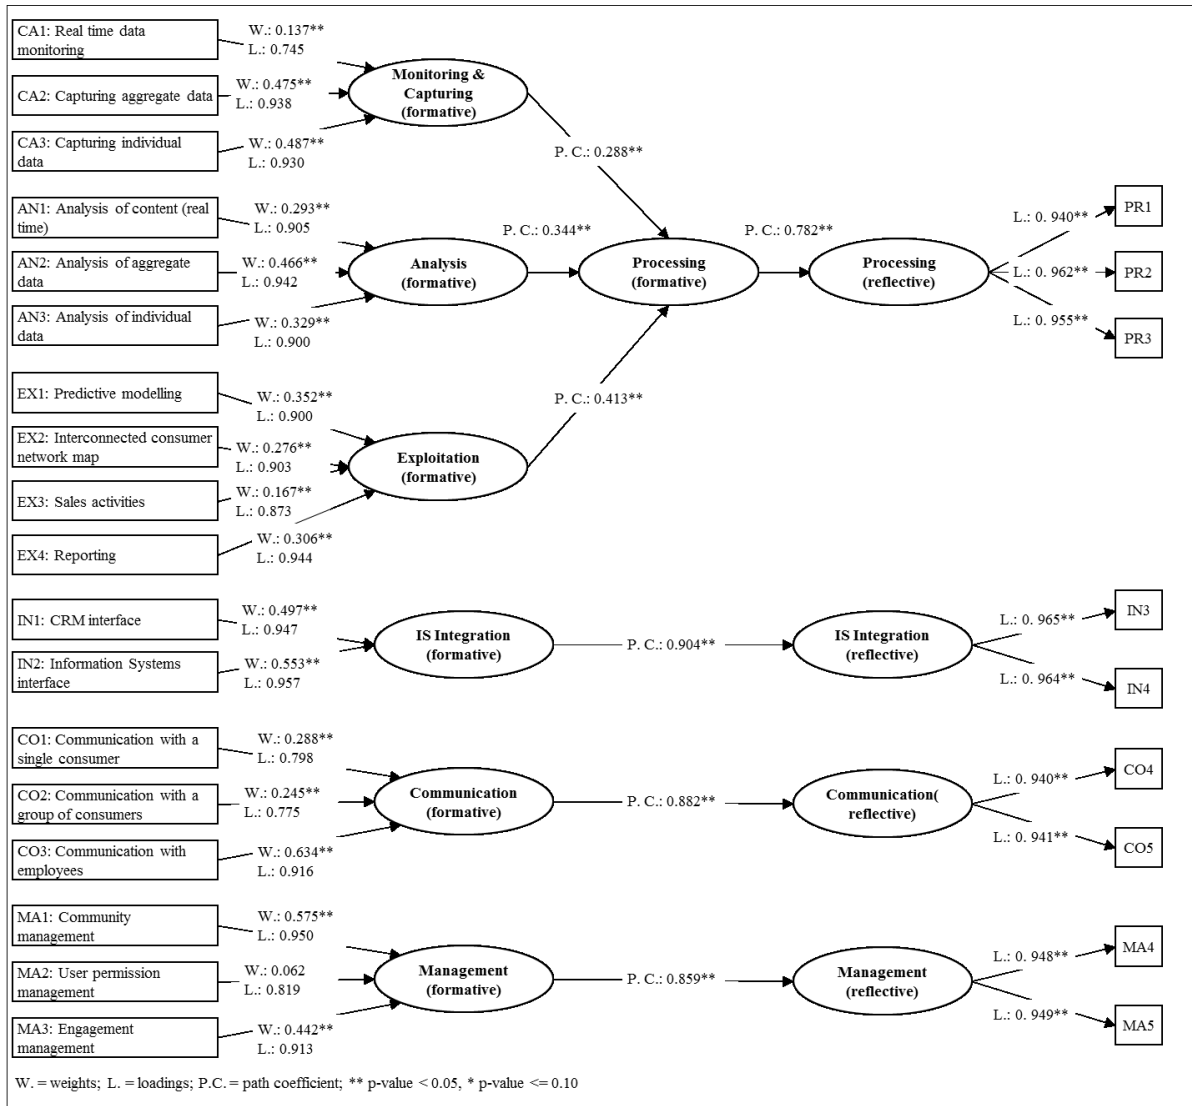 CA1: Real time data
monitoring
W.: 0.137**
L.: 0.745
CA2: Capturing aggregate data
W.: 0.475**
L.: 0.938
CA3: Capturing individual
data
W.: 0.487**
L.: 0.930
Monitoring &
Capturing
(formative)
P. C.: 0.288**
AN1: Analysis of content (real
time)
W.: 0.293**
L.: 0.905
AN2: Analysis of aggregate
data
W.: 0.466**
L.: 0.942
AN3: Analysis of individual
data
W.: 0.329**
L.: 0.900
Analysis
(formative)
P. C.: 0.344**
Processing
(formative)
P. C.: 0.782**
Processing
(reflective)
L.: 0. 940**
PR1
L.: 0. 962**
PR2
L.: 0. 955**
PR3
EX1: Predictive modelling
W.: 0.352**
L.: 0.900
EX2: Interconnected consumer
network map
W.: 0.276**
L.: 0.903
EX3: Sales activities
W.: 0.167**
L.: 0.873
EX4: Reporting
W.: 0.306**
L.: 0.944
Exploitation
(formative)
P. C.: 0.413**
IN1: CRM interface
W.: 0.497**
L.: 0.947
IN2: Information Systems
interface
W.: 0.553**
L.: 0.957
IS Integration
(formative)
P. C.: 0.904**
IS Integration
(reflective)
L.: 0. 965**
IN3
L.: 0. 964**
IN4
CO1: Communication with a
single consumer
W.: 0.288**
L.: 0.798
CO2: Communication with a
group of consumers
W.: 0.245**
L.: 0.775
CO3: Communication with
employees
W.: 0.634**
L.: 0.916
Communication
(formative)
P. C.: 0.882**
Communication(
reflective)
L.: 0. 940**
CO4
L.: 0. 941**
CO5
MA1: Community
management
W.: 0.575**
L.: 0.950
MA2: User permission
management
W.: 0.062
L.: 0.819
MA3: Engagement
management
W.: 0.442**
L.: 0.913
Management
(formative)
P. C.: 0.859**
Management
(reflective)
L.: 0. 948**
MA4
L.: 0. 949**
MA5
W. = weights; L. = loadings; P.C. = path coefficient; ** p-value < 0.05, * p-value <= 0.10